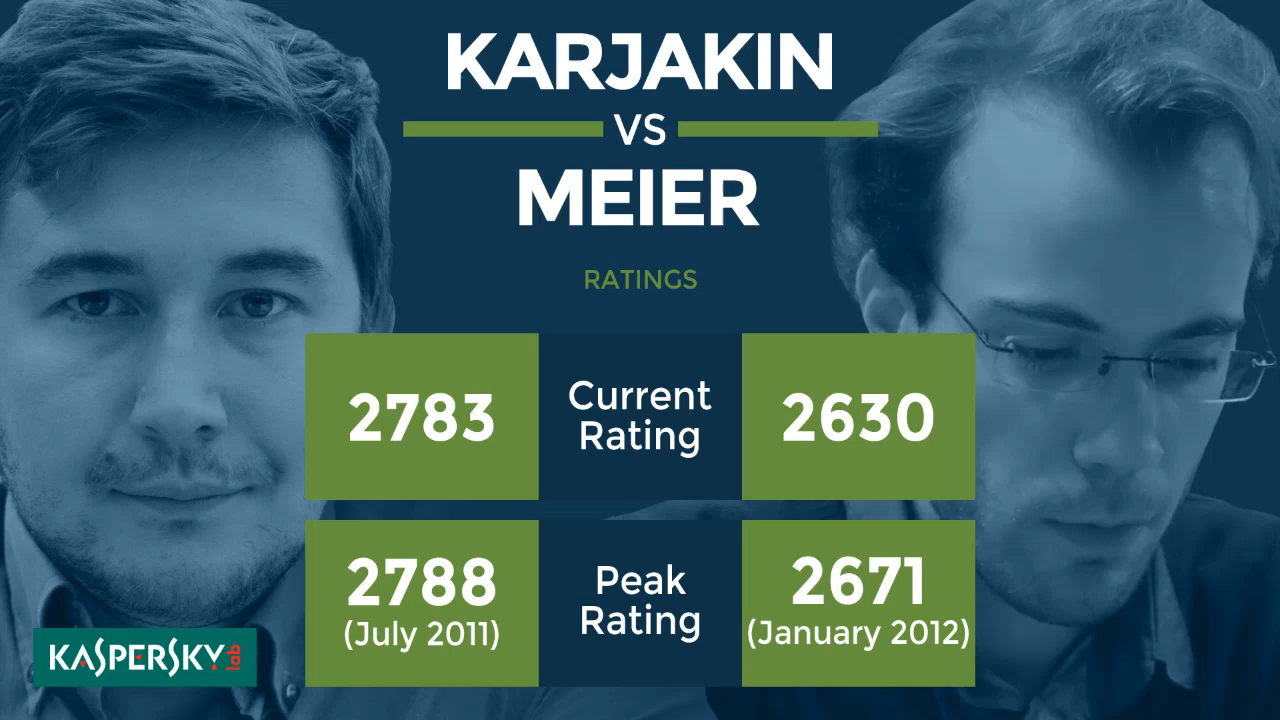 KARJAKIN
VS
MEIER
RATINGS
2783
Current
Rating
2630
2788
(July 2011)
Peak
Rating
2671
(January 2012)
KASPERSKY lab